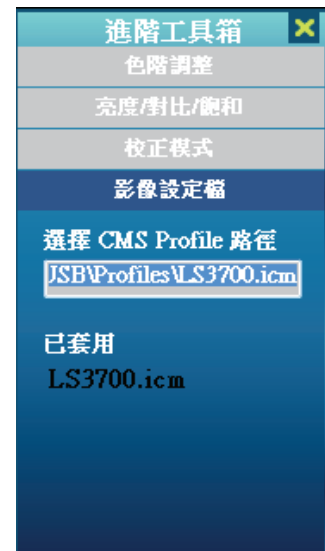 進階工具箱
色階調整
亮度/對比/飽和
校正模式
影像設定檔
選擇 CMS Profile 路徑
JSB\Profiles\LS3700.icm
已套用
LS3700.icm